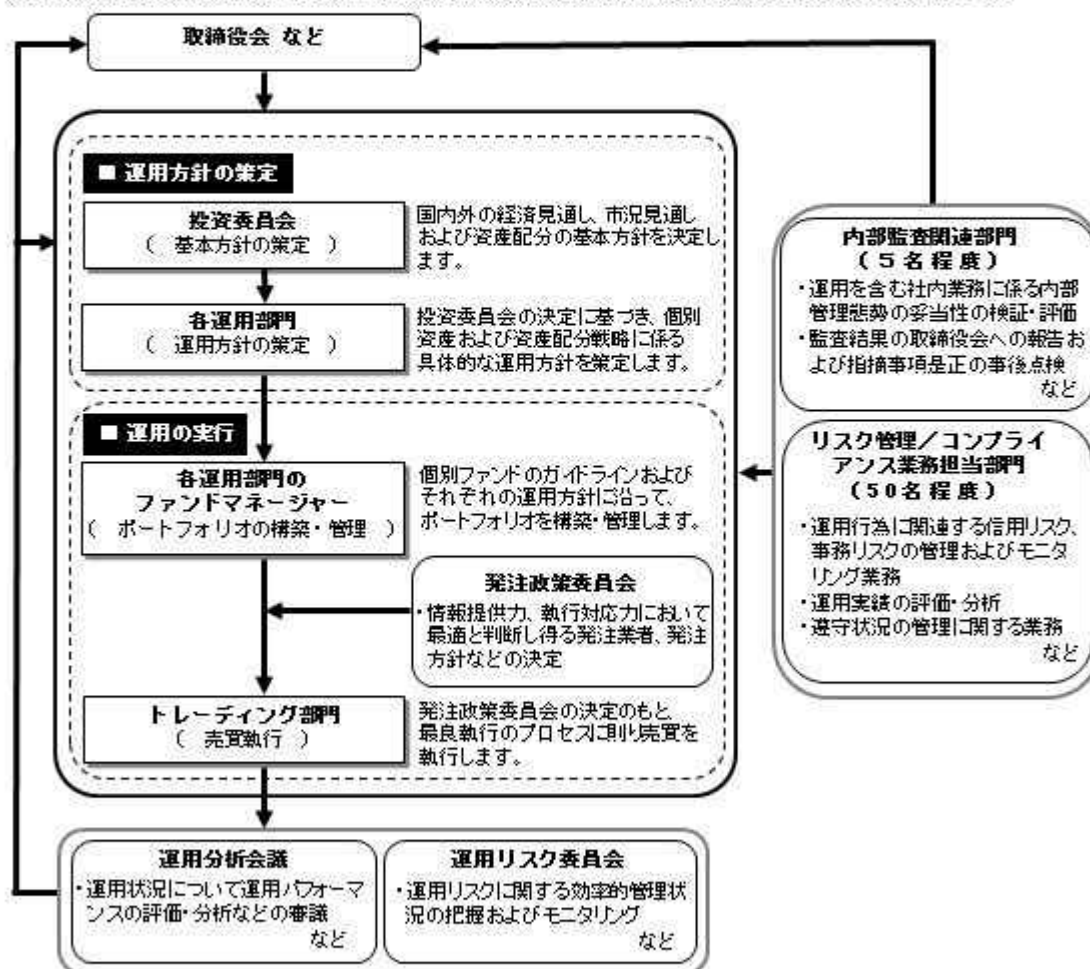 取締役会 など
■ 運用方針の策定
投資委員会
( 基本方針の策定 )
国内外の経済見通し、市況見通し
および資産配分の基本方針を決定し
ます。
各運用部門
( 運用方針の策定 )
投資委員会の決定に基づき、個別
資産および資産配分戦略に係る
具体的な運用方針を策定します。
■ 運用の実行
各運用部門の
ファンドマネージャー
( ポートフォリオの構築・管理 )
個別ファンドのガイドラインおよび
それぞれの運用方針に沿って、
ポートフォリオを構築・管理します。
発注政策委員会
・情報提供力、執行対応力において
最適と判断し得る発注業者、発注
方針などの決定
トレーディング部門
( 売買執行 )
発注政策委員会の決定のもと、
最良執行のプロセスに則り売買を
執行します。
運用分析会議
・運用状況について運用パフォーマ
ンスの評価・分析などの審議
など
運用リスク委員会
・運用リスクに関する効率的管理状
況の把握およびモニタリング
など
内部監査関連部門
(5名程度)
・運用を含む社内業務に係る内部
管理態勢の妥当性の検証・評価
・監査結果の取締役会への報告お
よび指摘事項是正の事後点検
など
リスク管理/コンプライ
アンス業務担当部門
(50名程度)
・運用行為に関連する信用リスク、
事務リスクの管理およびモニタ
リング業務
・運用実績の評価・分析
・遵守状況の管理に関する業務
など